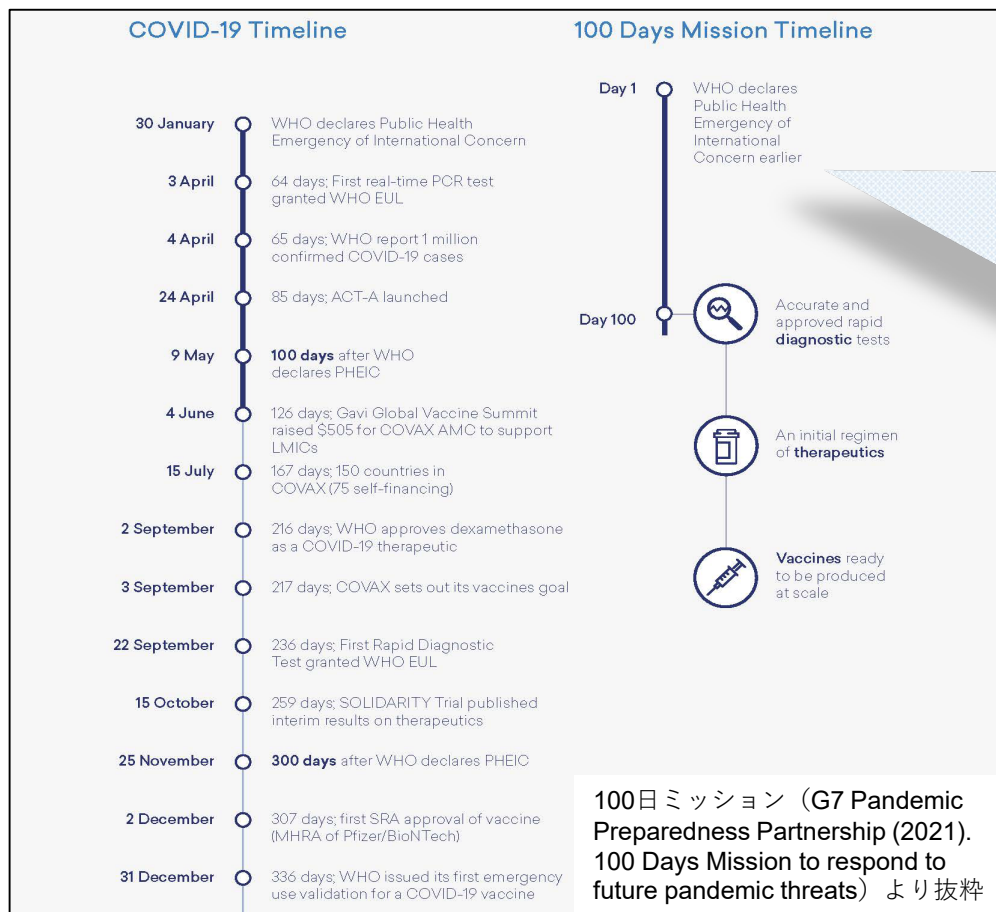 COVID-19 Timeline
30 January
WHO declares Public Health
Emergency of International Concern
3 April
64 days; First real-time PCR test
granted WHO EUL
4 April
65 days; WHO report 1 million
confirmed COVID-19 cases
24 April
85 days; ACT-A launched
9 May
100 days after WHO
declares PHEIC
4 June
126 days; Gavi Global Vaccine Summit
raised $505 for COVAX AMC to support
LMICs
15 July
167 days; 150 countries in
COVAX (75 self-financing)
2 September
216 days; WHO approves dexamethasone
as a COVID-19 therapeutic
3 September
217 days; COVAX sets out its vaccines goal
22 September
236 days; First Rapid Diagnostic
Test granted WHO EUL
15 October
259 days; SOLIDARITY Trial published
interim results on therapeutics
25 November
300 days after WHO declares PHEIC
2 December
307 days; first SRA approval of vaccine
(MHRA of Pfizer/BioNTech)
31 December
336 days; WHO issued its first emergency
use validation for a COVID-19 vaccine
100 Days Mission Timeline
Day 1
WHO declares
Public Health
Emergency of
International
Concern earlier
Day 100
Accurate and
approved rapid
diagnostic tests
An initial regimen
of therapeutics
Vaccines ready
to be produced
at scale
100日ミッション（G7 Pandemic
Preparedness Partnership (2021).
100 Days Mission to respond to
future pandemic threats）より抜粋